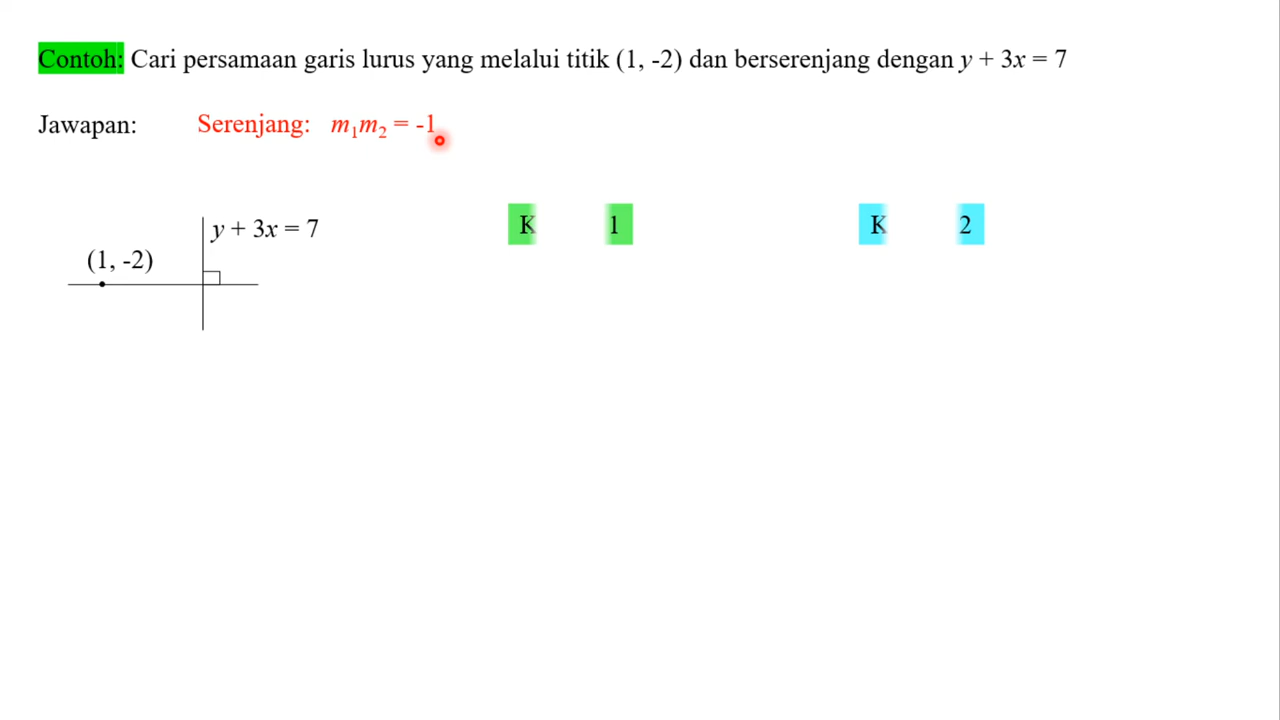 Contoh: Cari persamaan garis lurus yang melalui titik (1, -2) dan berserenjang dengan y + 3x = 7
Jawapan: Serenjang: m₁m₂ = -1
y + 3x = 7
(1, -2)
K 1
K 2